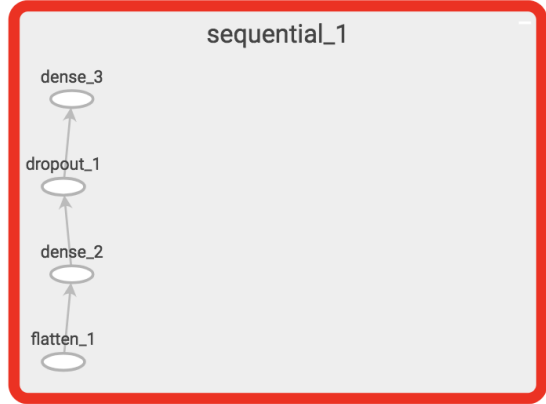 sequential_1
dense_3
dropout_1
dense_2
flatten_1